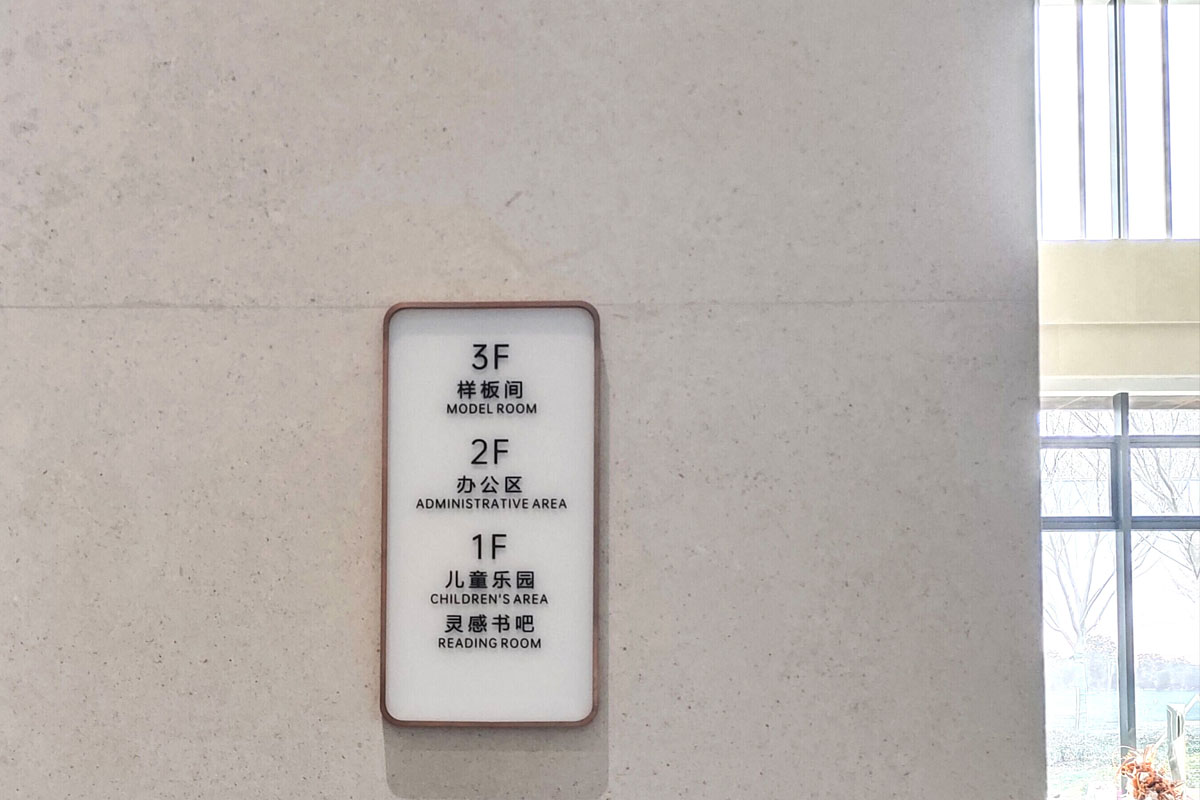 3F
样板间
MODEL ROOM
2F
办公区
ADMINISTRATIVE AREA
1F
儿童乐园
CHILDREN'S AREA
灵感书吧
READING ROOM